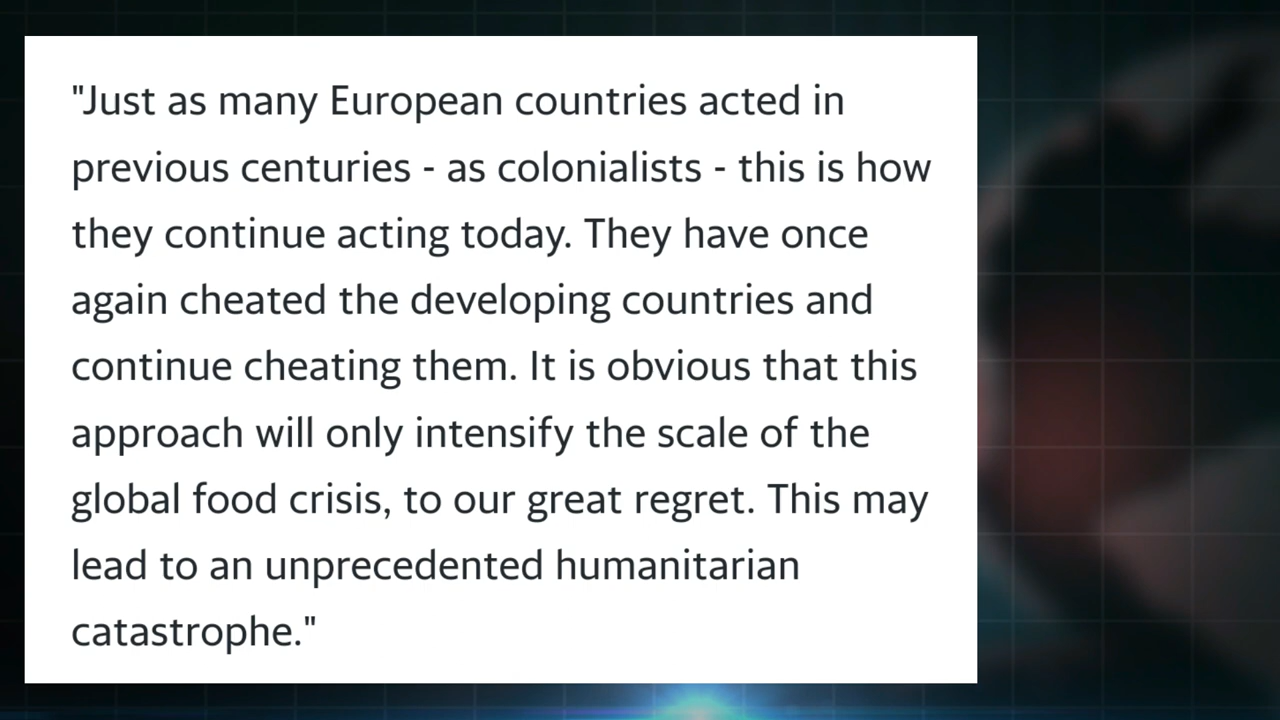 "Just as many European countries acted in
previous centuries - as colonialists - this is how
they continue acting today. They have once
again cheated the developing countries and
continue cheating them. It is obvious that this
approach will only intensify the scale of the
global food crisis, to our great regret. This may
lead to an unprecedented humanitarian
catastrophe."